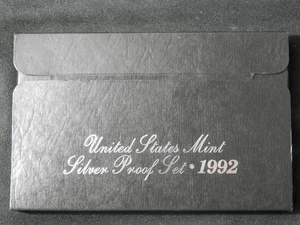 United States Mint
Silver Proof Set • 1992